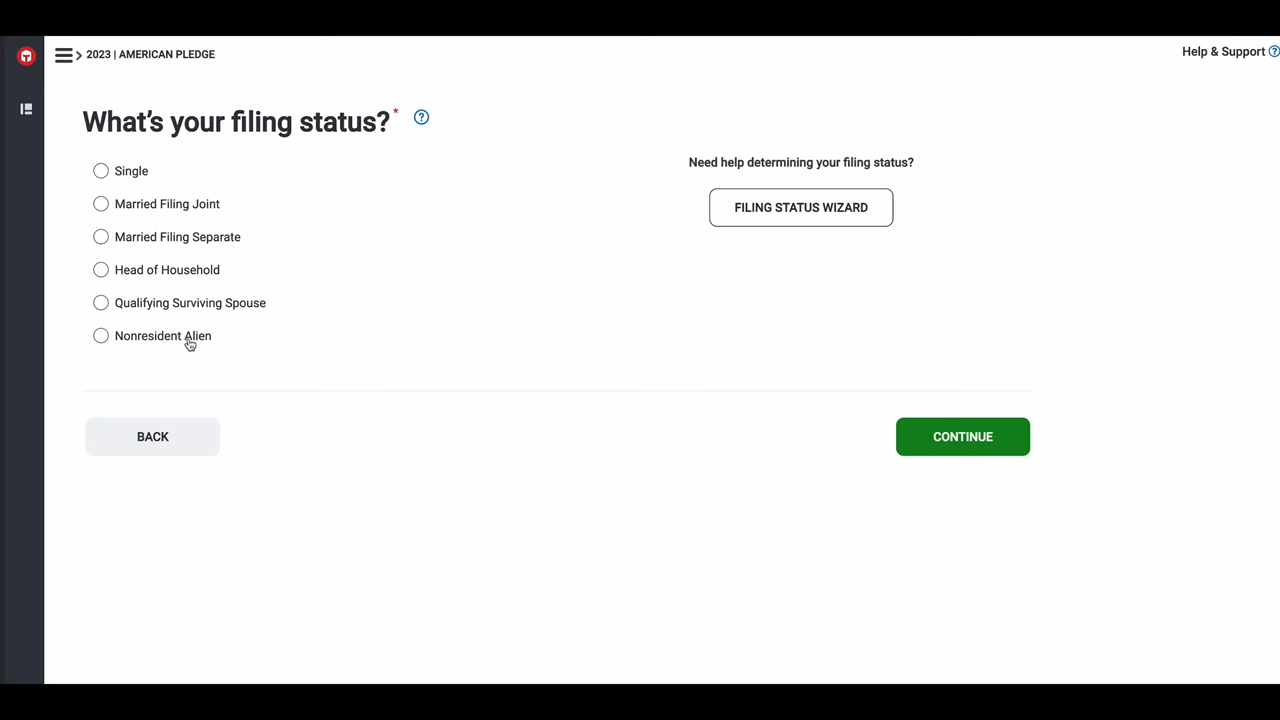 2023 | AMERICAN PLEDGE
Help & Support
What's your filing status?*
Single
Married Filing Joint
Married Filing Separate
Head of Household
Qualifying Surviving Spouse
Nonresident Alien
Need help determining your filing status?
FILING STATUS WIZARD
BACK
CONTINUE